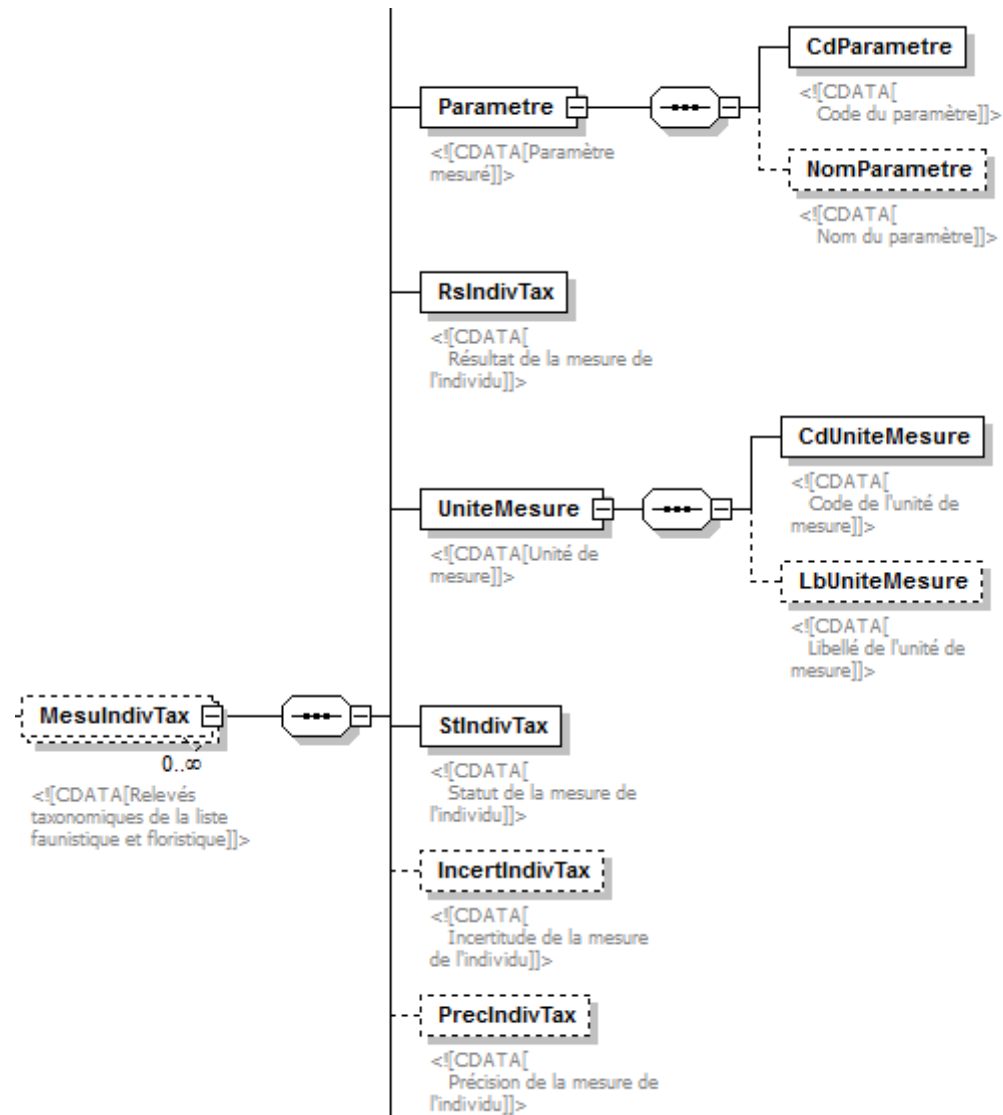 CdParametre
<![CDATA[
Code du paramètre]]>
Parametre
<![CDATA[Paramètre
mesuré]]>
NomParametre
<![CDATA[
Nom du paramètre]]>
RsIndivTax
<![CDATA[
Résultat de la mesure de
l'individu]]>
CdUniteMesure
<![CDATA[
Code de l'unité de
mesure]]>
UniteMesure
<![CDATA[Unité de
mesure]]>
LbUniteMesure
<![CDATA[
Libellé de l'unité de
mesure]]>
MesuIndivTax
0..∞
<![CDATA[Relevés
taxonomiques de la liste
faunistique et floristique]]>
StIndivTax
<![CDATA[
Statut de la mesure de
l'individu]]>
IncertIndivTax
<![CDATA[
Incertitude de la mesure
de l'individu]]>
PrecIndivTax
<![CDATA[
Précision de la mesure de
l'individu]]>